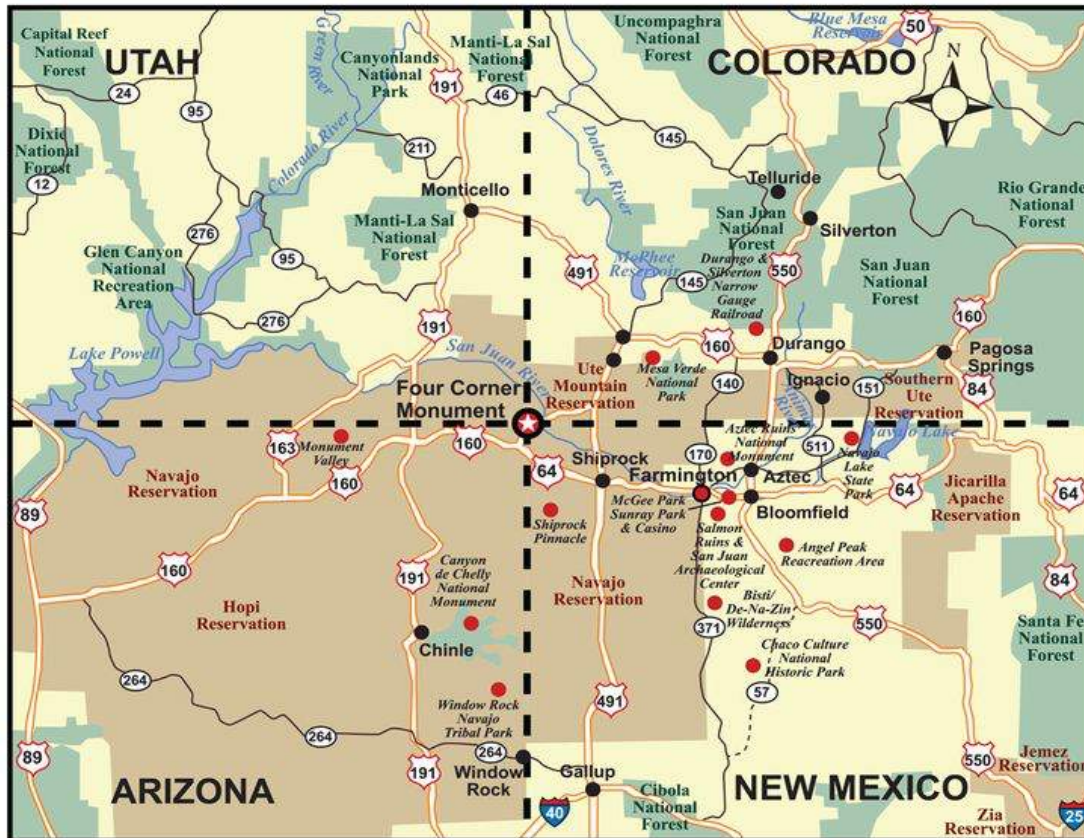 Capital Reef
National
Forest
UTAH
24
95
Dixie
National
Forest
12
Green
River
Canyonlands
National
Park
Manti-La Sal
National
Forest
191
46
211
Colorado River
Monticello
Manti-La Sal
National
Forest
276
95
Glen Canyon
National
Recreation
Area
276
191
Lake Powell
San Juan
River
Four Corner
Monument
Uncompaghra
National
Forest
Blue Mesa
Reservoir
50
COLORADO
N
145
Dolores
River
Telluride
San Juan
National
Forest
Silverton
Rio Grande
National
Forest
Durango &
Silverton
Narrow
Gauge
Railroad
550
San Juan
National
Forest
491
McPhee
Reservoir
145
160
160
Durango
Pagosa
Springs
Ute
Mountain
Reservation
Mesa Verde
National
Park
140
Ignacio
151
Southern
Ute
Reservation
84
Animas
River
163
Monument
Valley
160
160
Navajo
Reservation
89
160
Hopi
Reservation
191
Canyon
de Chelly
National
Monument
Chinle
264
Window Rock
Navajo
Tribal Park
264
264
89
191
Window
Rock
ARIZONA
64
Shiprock
Aztec Ruins
National
Monument
170
511
Navajo Lake
Navajo
Lake
State
Park
Farmington
Aztec
McGee Park
Sunray Park
& Casino
Bloomfield
64
Jicarilla
Apache
Reservation
64
Shiprock
Pinnacle
Salmon
Ruins &
San Juan
Archaeological
Center
Angel Peak
Reacreation Area
84
Navajo
Reservation
Bisti/
De-Na-Zin
Wilderness
371
550
Santa Fe
National
Forest
Chaco Culture
National
Historic Park
57
491
Gallup
40
Cibola
National
Forest
NEW MEXICO
550
Jemez
Reservation
Zia
Reservation
25